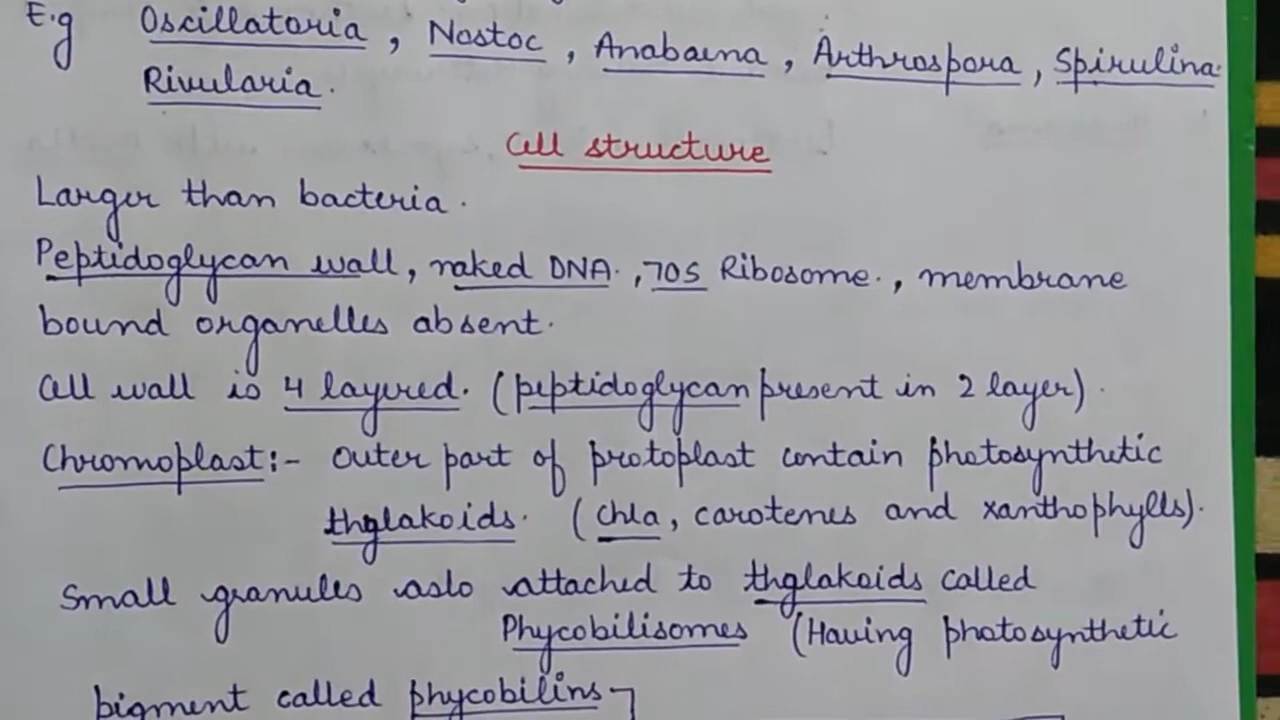 E.g Oscillatoria, Nostoc, Anabaena, Arthrospora, Spirulina
Rivularia.
Cell structure
Larger than bacteria.
Peptidoglycan wall, naked DNA., 70S Ribosome., membrane
bound organelles absent.
Cell wall is 4 layered. (peptidoglycan present in 2 layer).
Chromoplast:- Outer part of protoplast contain photosynthetic
thglakoids. (chla, carotenes and xanthophylls).
Small granules aslo attached to thglakoids called
Phycobilisomes (Having photosynthetic
pigment called phycobilins